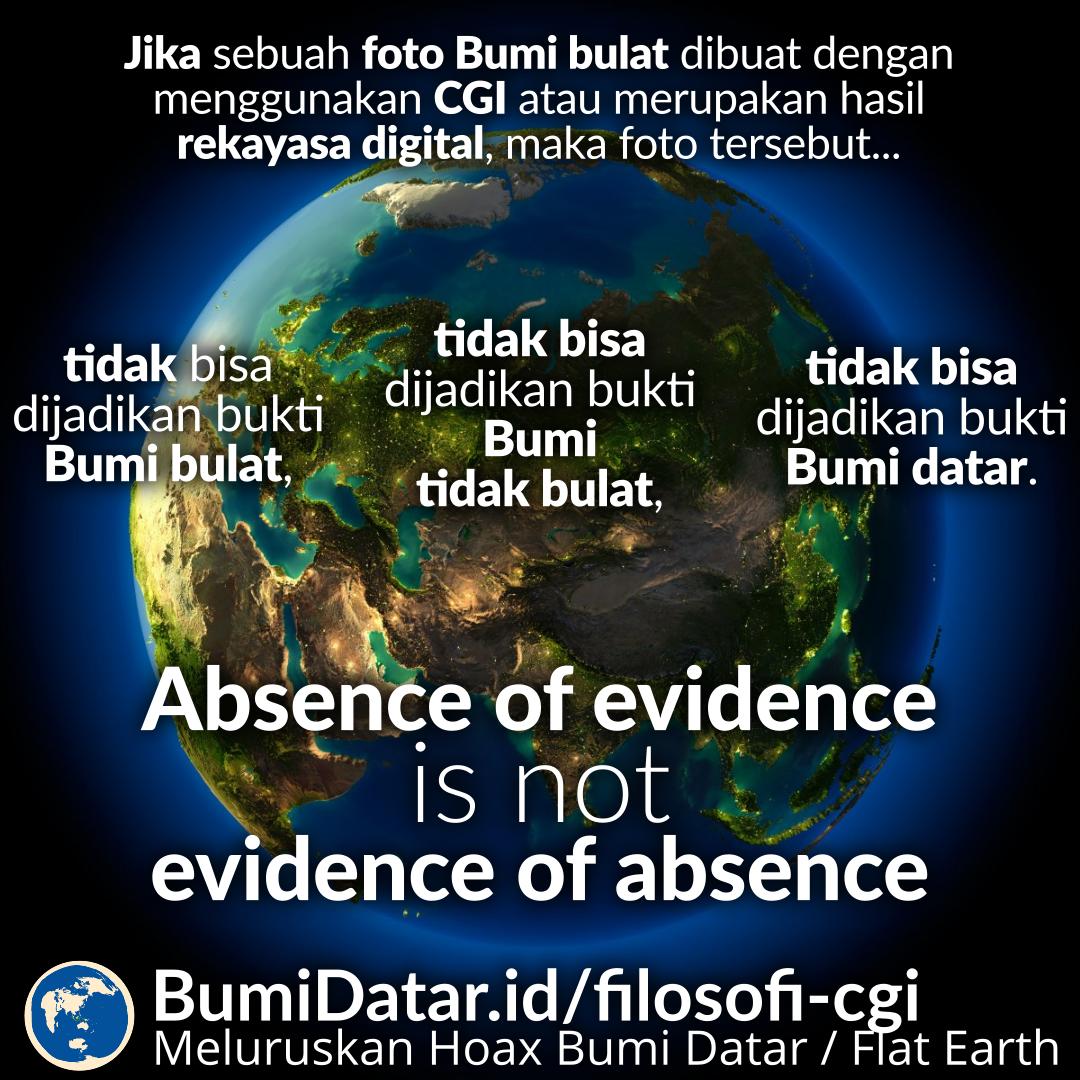 Jika sebuah foto Bumi bulat dibuat dengan
menggunakan CGI atau merupakan hasil
rekayasa digital, maka foto tersebut...
tidak bisa
dijadikan bukti
Bumi bulat,
tidak bisa
dijadikan bukti
Bumi
tidak bulat,
tidak bisa
dijadikan bukti
Bumi datar.
Absence of evidence
is not
evidence of absence
BumiDatar.id/filosofi-cgi
Meluruskan Hoax Bumi Datar / Flat Earth